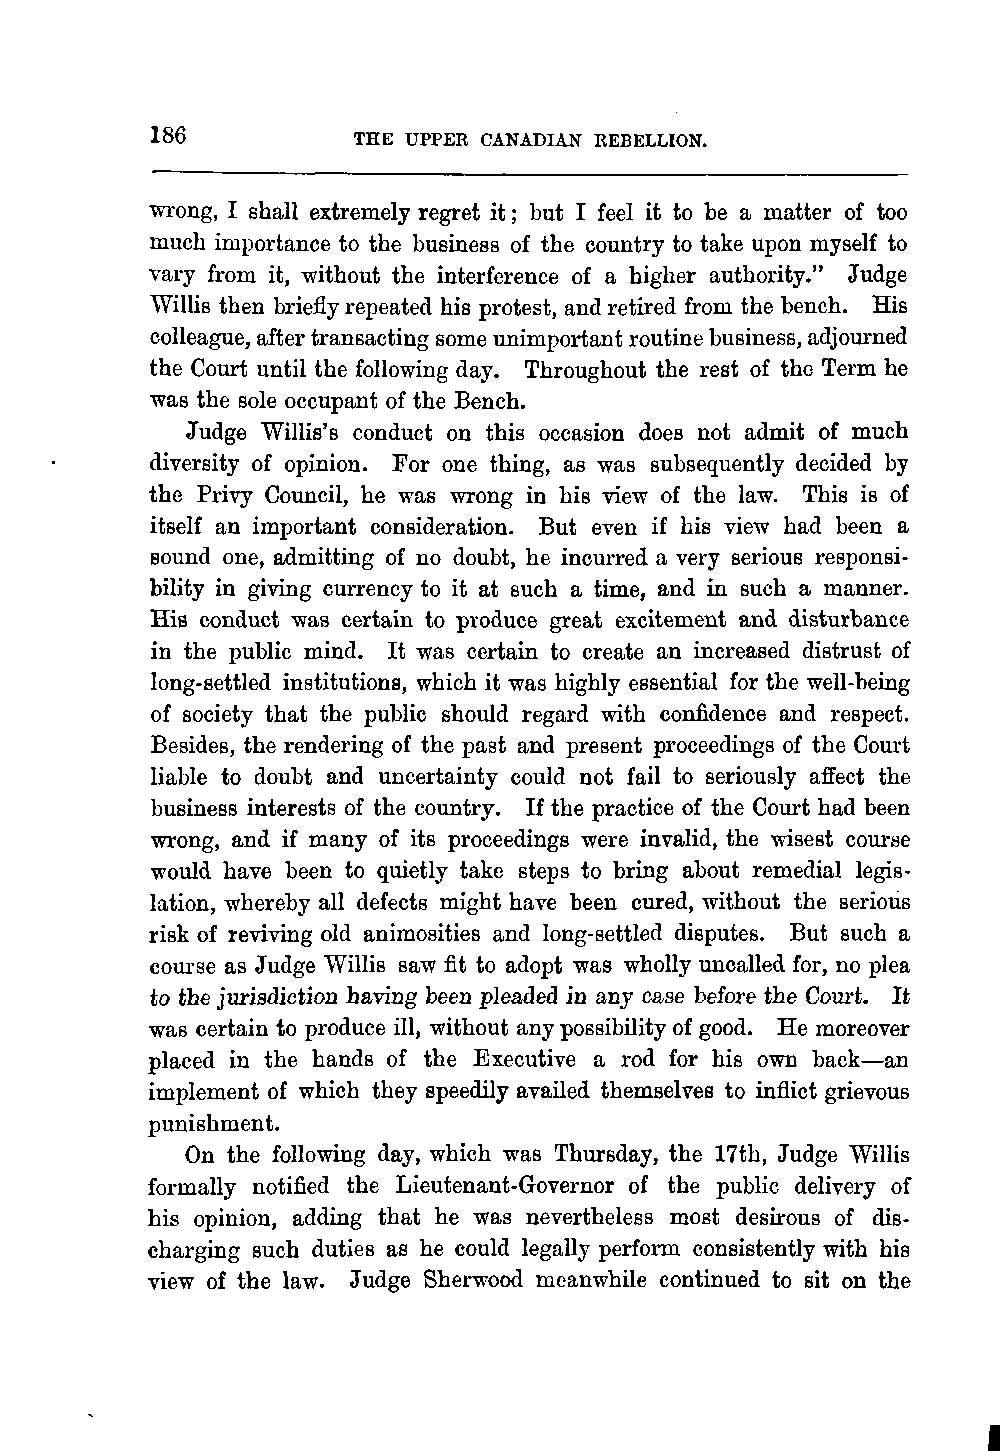 186 THE UPPER CANADIAN REBELLION.
wrong, I shall extremely regret it; but I feel it to be a matter of too
much importance to the business of the country to take upon myself to
vary from it, without the interference of a higher authority." Judge
Willis then briefly repeated his protest, and retired from the bench. His
colleague, after transacting some unimportant routine business, adjourned
the Court until the following day. Throughout the rest of the Term he
was the sole occupant of the Bench.
Judge Willis's conduct on this occasion does not admit of much
diversity of opinion. For one thing, as was subsequently decided by
the Privy Council, he was wrong in his view of the law. This is of
itself an important consideration. But even if his view had been a
sound one, admitting of no doubt, he incurred a very serious responsi-
bility in giving currency to it at such a time, and in such a manner.
His conduct was certain to produce great excitement and disturbance
in the public mind. It was certain to create an increased distrust of
long-settled institutions, which it was highly essential for the well-being
of society that the public should regard with confidence and respect.
Besides, the rendering of the past and present proceedings of the Court
liable to doubt and uncertainty could not fail to seriously affect the
business interests of the country. If the practice of the Court had been
wrong, and if many of its proceedings were invalid, the wisest course
would have been to quietly take steps to bring about remedial legis-
lation, whereby all defects might have been cured, without the serious
risk of reviving old animosities and long-settled disputes. But such a
course as Judge Willis saw fit to adopt was wholly uncalled for, no plea
to the jurisdiction having been pleaded in any case before the Court. It
was certain to produce ill, without any possibility of good. He moreover
placed in the hands of the Executive a rod for his own back—an
implement of which they speedily availed themselves to inflict grievous
punishment.
On the following day, which was Thursday, the 17th, Judge Willis
formally notified the Lieutenant-Governor of the public delivery of
his opinion, adding that he was nevertheless most desirous of dis-
charging such duties as he could legally perform consistently with his
view of the law. Judge Sherwood meanwhile continued to sit on the